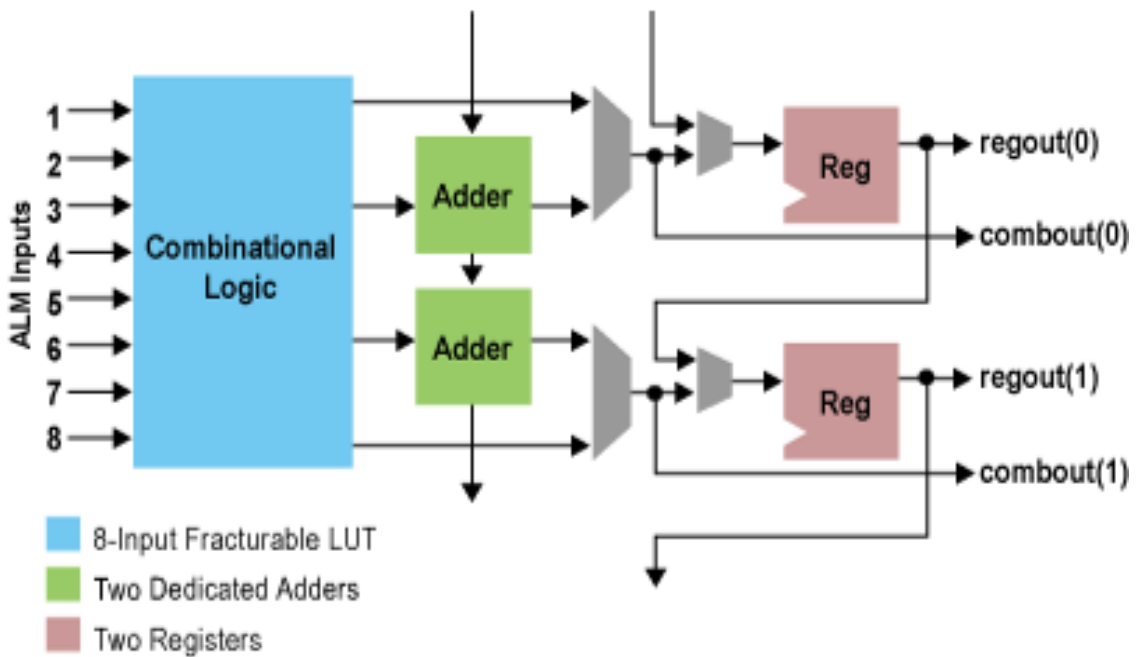 ALM Inputs
1
2
3
4
5
6
7
8
Combinational
Logic
Adder
Adder
Reg
Reg
regout(0)
combout(0)
regout(1)
combout(1)
8-Input Fracturable LUT
Two Dedicated Adders
Two Registers